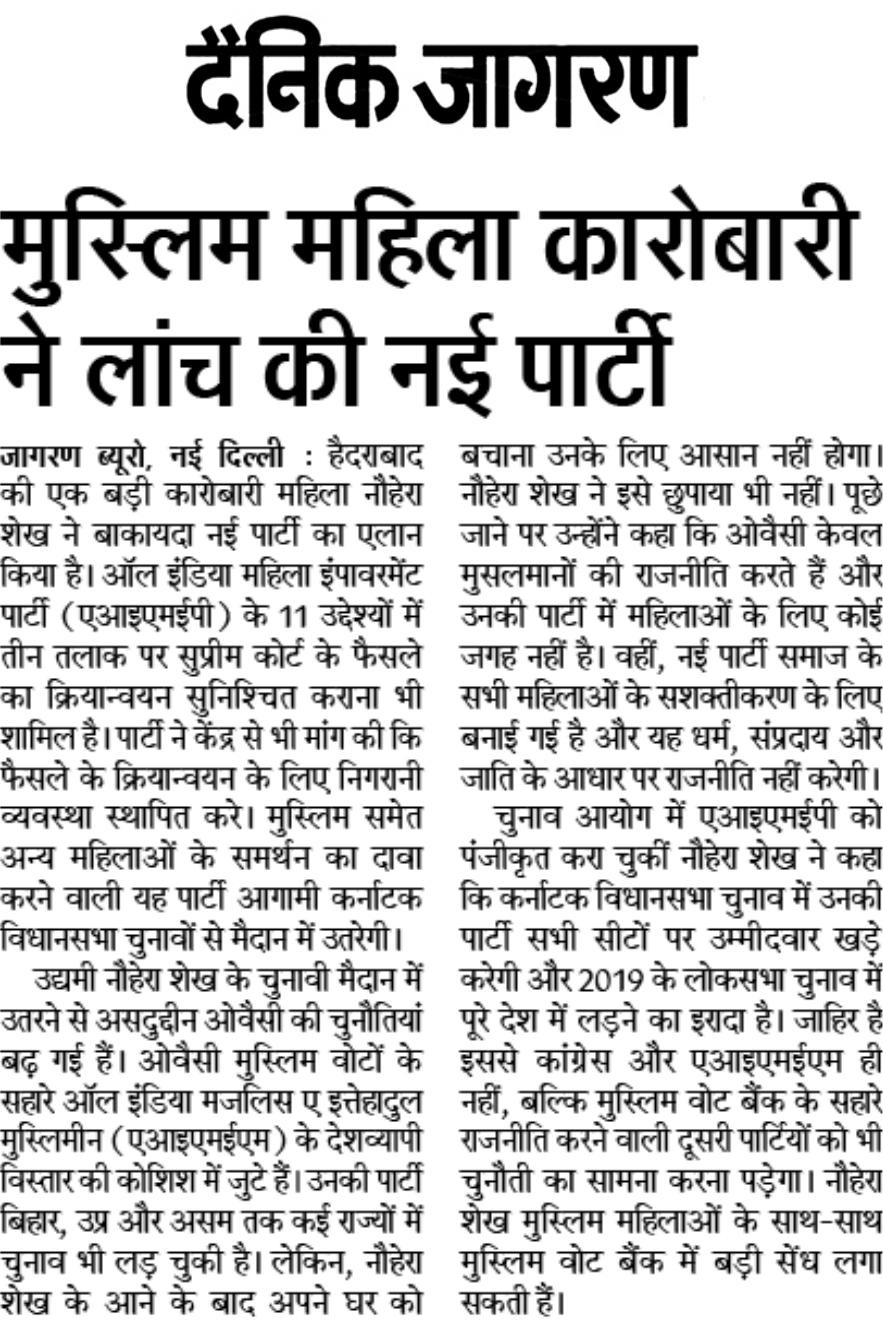 दैनिक जागरण
मुस्लिम महिला कारोबारी
ने लांच की नई पार्टी
जागरण ब्यूरो, नई दिल्ली : हैदराबाद
की एक बड़ी कारोबारी महिला नौहेरा
शेख ने बाकायदा नई पार्टी का एलान
किया है। ऑल इंडिया महिला इंपावरमेंट
पार्टी (एआइएमईपी) के 11 उद्देश्यों में
तीन तलाक पर सुप्रीम कोर्ट के फैसले
का क्रियान्वयन सुनिश्चित कराना भी
शामिल है। पार्टी ने केंद्र से भी मांग की कि
फैसले के क्रियान्वयन के लिए निगरानी
व्यवस्था स्थापित करे। मुस्लिम समेत
अन्य महिलाओं के समर्थन का दावा
करने वाली यह पार्टी आगामी कर्नाटक
विधानसभा चुनावों से मैदान में उतरेगी।
उद्यमी नौहेरा शेख के चुनावी मैदान में
उतरने से असदुद्दीन ओवैसी की चुनौतियां
बढ़ गई हैं। ओवैसी मुस्लिम वोटों के
सहारे ऑल इंडिया मजलिस ए इत्तेहादुल
मुस्लिमीन (एआइएमईएम) के देशव्यापी
विस्तार की कोशिश में जुटे हैं। उनकी पार्टी
बिहार, उप्र और असम तक कई राज्यों में
चुनाव भी लड़ चुकी है। लेकिन, नौहेरा
शेख के आने के बाद अपने घर को
बचाना उनके लिए आसान नहीं होगा।
नौहेरा शेख ने इसे छुपाया भी नहीं। पूछे
जाने पर उन्होंने कहा कि ओवैसी केवल
मुसलमानों की राजनीति करते हैं और
उनकी पार्टी में महिलाओं के लिए कोई
जगह नहीं है। वहीं, नई पार्टी समाज के
सभी महिलाओं के सशक्तीकरण के लिए
बनाई गई है और यह धर्म, संप्रदाय और
जाति के आधार पर राजनीति नहीं करेगी।
चुनाव आयोग में एआइएमईपी को
पंजीकृत करा चुकीं नौहेरा शेख ने कहा
कि कर्नाटक विधानसभा चुनाव में उनकी
पार्टी सभी सीटों पर उम्मीदवार खड़े
करेगी और 2019 के लोकसभा चुनाव में
पूरे देश में लड़ने का इरादा है। जाहिर है
इससे कांग्रेस और एआइएमईएम ही
नहीं, बल्कि मुस्लिम वोट बैंक के सहारे
राजनीति करने वाली दूसरी पार्टियों को भी
चुनौती का सामना करना पड़ेगा। नौहेरा
शेख मुस्लिम महिलाओं के साथ-साथ
मुस्लिम वोट बैंक में बड़ी सेंध लगा
सकती हैं।